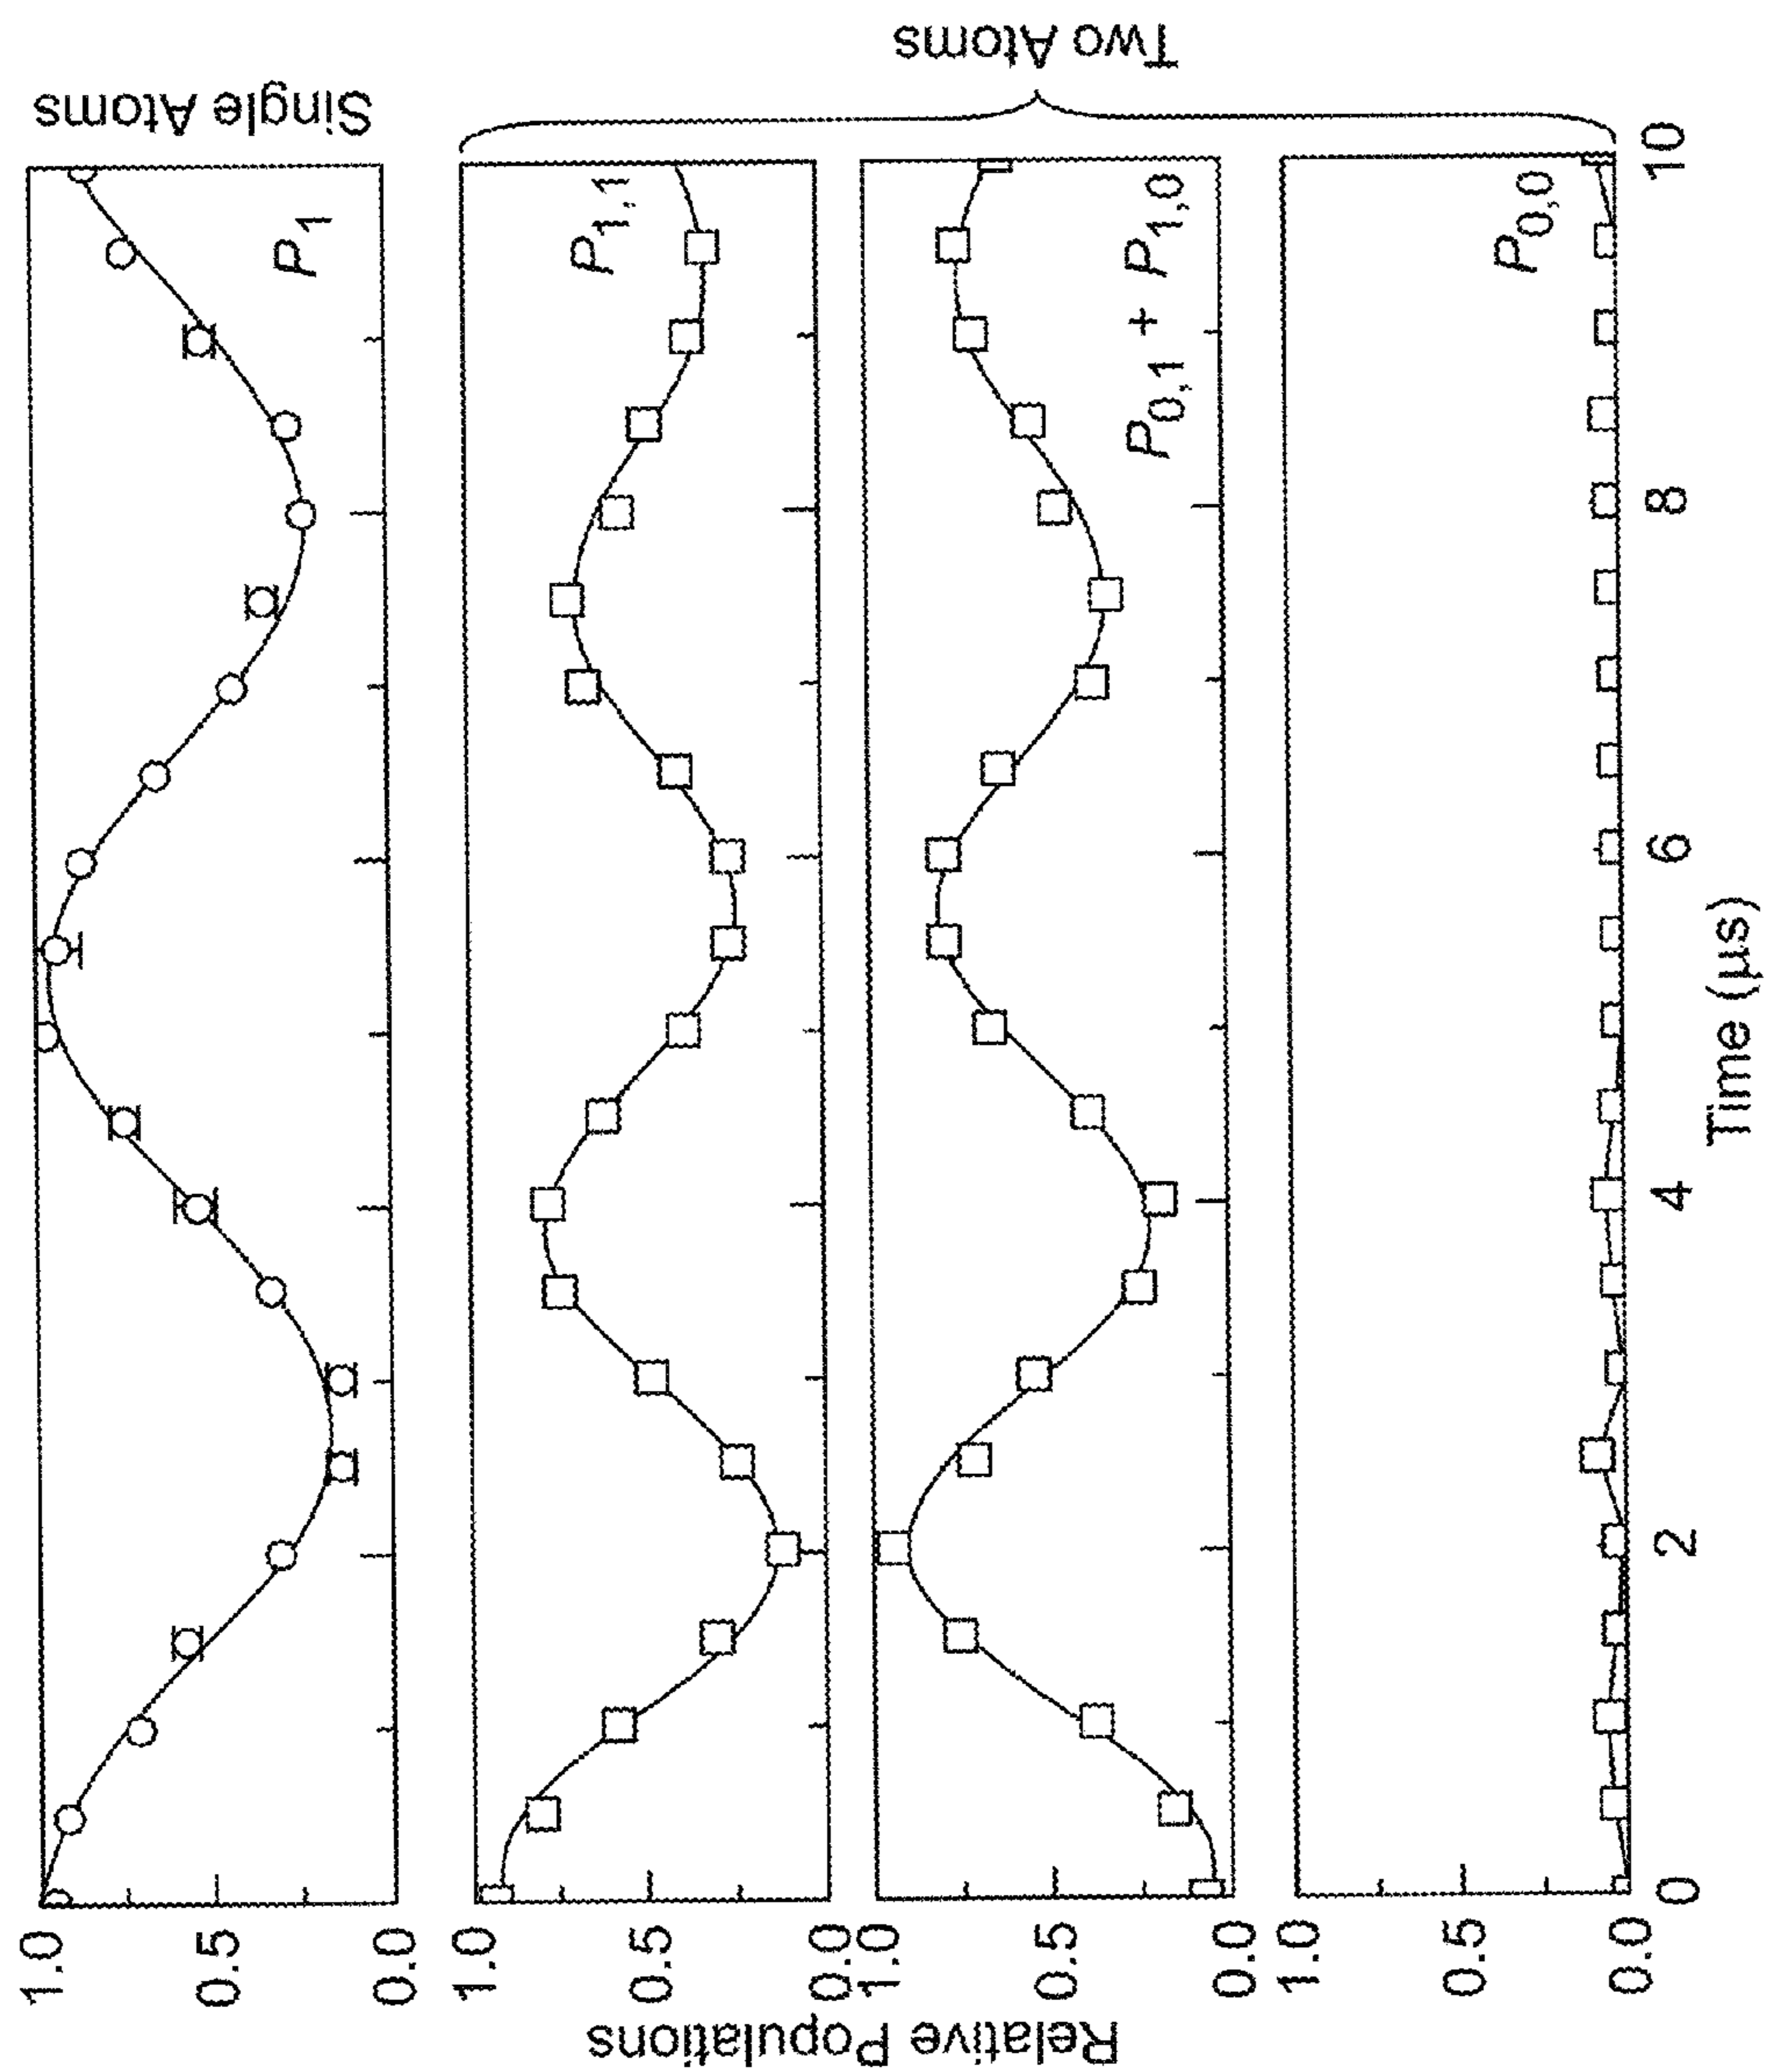 Single Atoms
Two Atoms
Relative Populations
1.0
0.5
0.0
P1
1.0
0.5
0.0
P1,1
1.0
0.5
0.0
P0,1 + P1,0
1.0
0.5
0.0
P0,0
0 2 4 6 8 10
Time (µs)